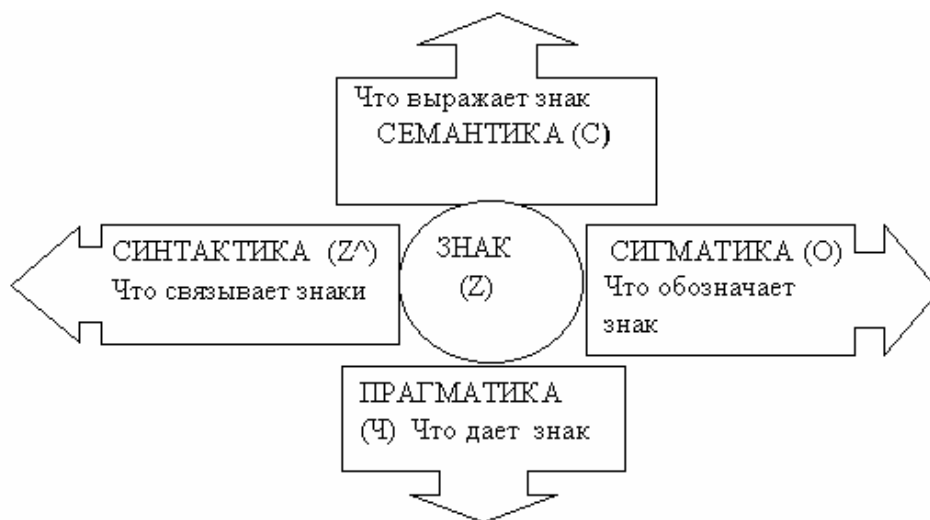 Что выражает знак
СЕМАНТИКА (С)
СИНТАКТИКА (Z^)
Что связывает знаки
ЗНАК
(Z)
СИГМАТИКА (О)
Что обозначает
знак
ПРАГМАТИКА
(Ч) Что дает знак